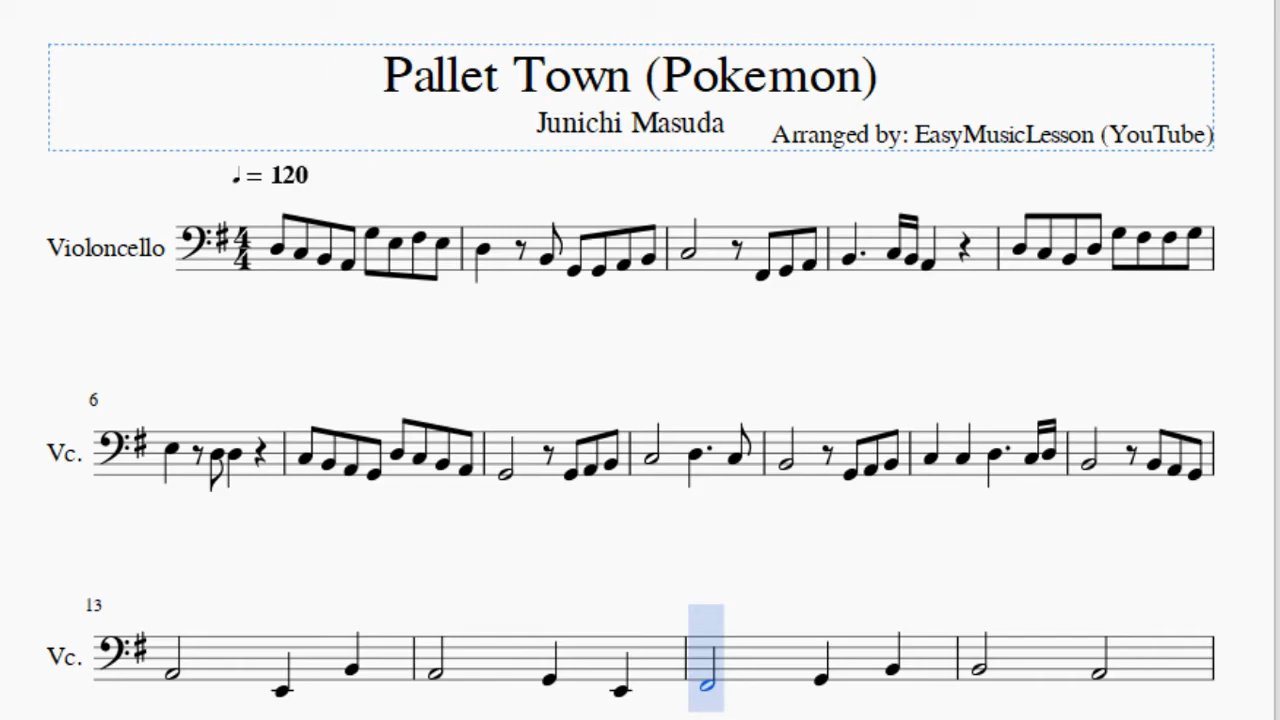 Pallet Town (Pokemon)
Junichi Masuda
Arranged by: EasyMusicLesson (YouTube)
♩ = 120
Violoncello
6
Vc.
13
Vc.